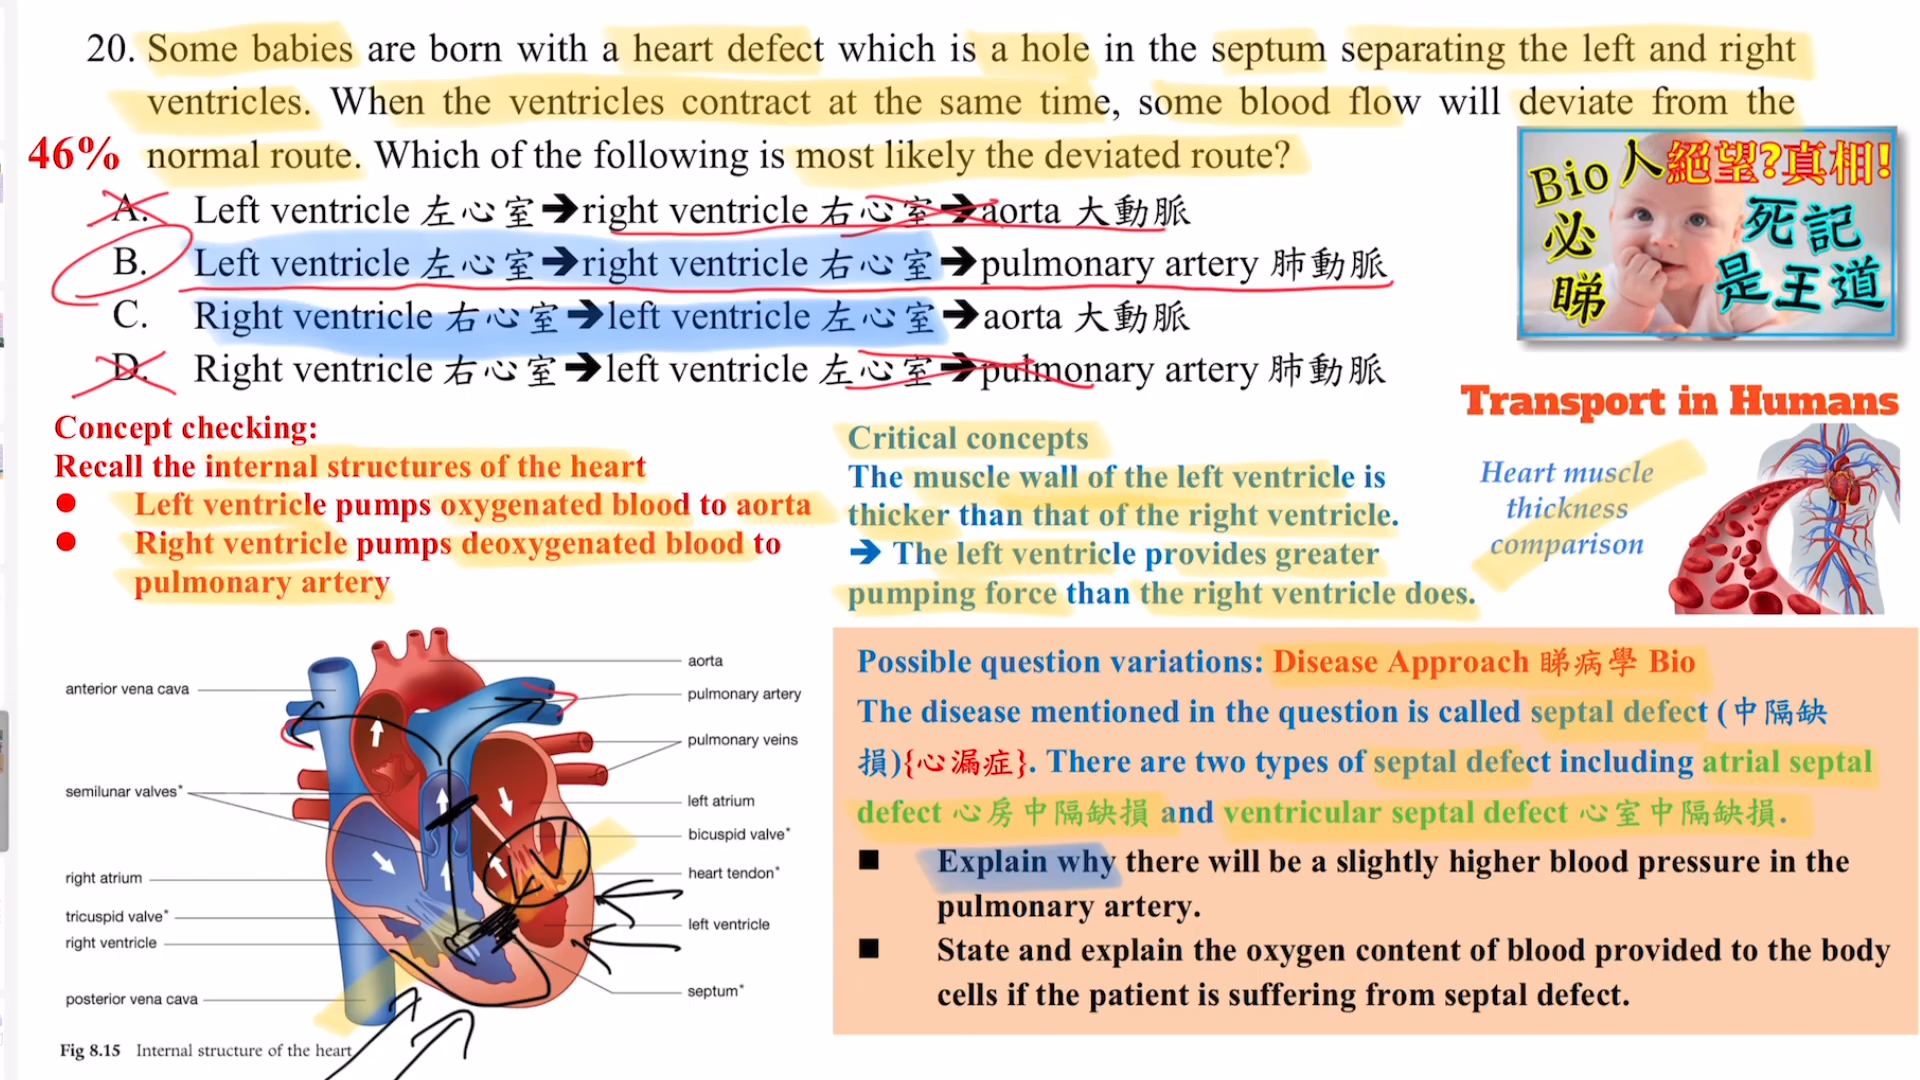 20. Some babies are born with a heart defect which is a hole in the septum separating the left and right
ventricles. When the ventricles contract at the same time, some blood flow will deviate from the
46% normal route. Which of the following is most likely the deviated route?
A. Left ventricle 左心室➔right ventricle 右心室➔aorta 大動脈
B. Left ventricle 左心室➔right ventricle 右心室➔pulmonary artery 肺動脈
C. Right ventricle 右心室➔left ventricle 左心室➔aorta 大動脈
D. Right ventricle 右心室➔left ventricle 左心室➔pulmonary artery 肺動脈
Bio人
必
睇
絕望?真相!
死記
是王道
Transport in Humans
Heart muscle
thickness
comparison
Concept checking:
Recall the internal structures of the heart
● Left ventricle pumps oxygenated blood to aorta
● Right ventricle pumps deoxygenated blood to
pulmonary artery
Critical concepts
The muscle wall of the left ventricle is
thicker than that of the right ventricle.
➔ The left ventricle provides greater
pumping force than the right ventricle does.
anterior vena cava
semilunar valves*
right atrium
tricuspid valve*
right ventricle
posterior vena cava
aorta
pulmonary artery
pulmonary veins
left atrium
bicuspid valve*
heart tendon*
left ventricle
septum*
LV
Fig 8.15 Internal structure of the heart
Possible question variations: Disease Approach 睇病學 Bio
The disease mentioned in the question is called septal defect (中隔缺
損){心漏症}. There are two types of septal defect including atrial septal
defect 心房中隔缺損 and ventricular septal defect 心室中隔缺損.
■ Explain why there will be a slightly higher blood pressure in the
pulmonary artery.
■ State and explain the oxygen content of blood provided to the body
cells if the patient is suffering from septal defect.